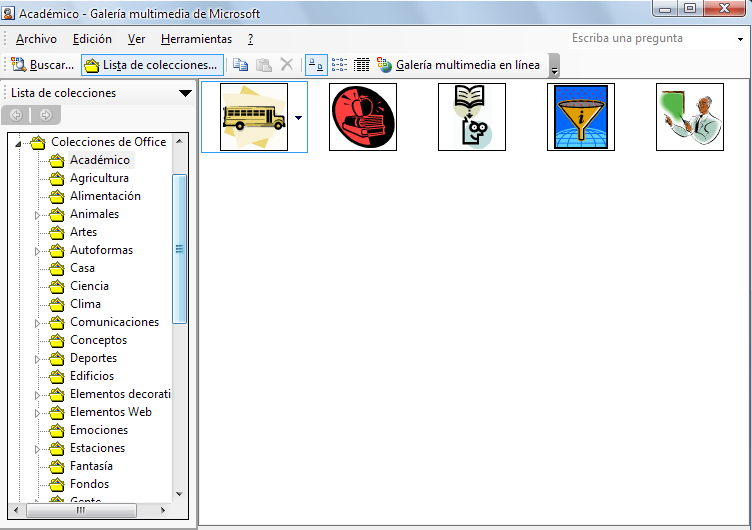 Académico - Galería multimedia de Microsoft
Archivo Edición Ver Herramientas ? Escriba una pregunta
Buscar... Lista de colecciones... Galería multimedia en línea
Lista de colecciones
Colecciones de Office
Académico
Agricultura
Alimentación
Animales
Artes
Autoformas
Casa
Ciencia
Clima
Comunicaciones
Conceptos
Deportes
Edificios
Elementos decorati
Elementos Web
Emociones
Estaciones
Fantasía
Fondos
Gente